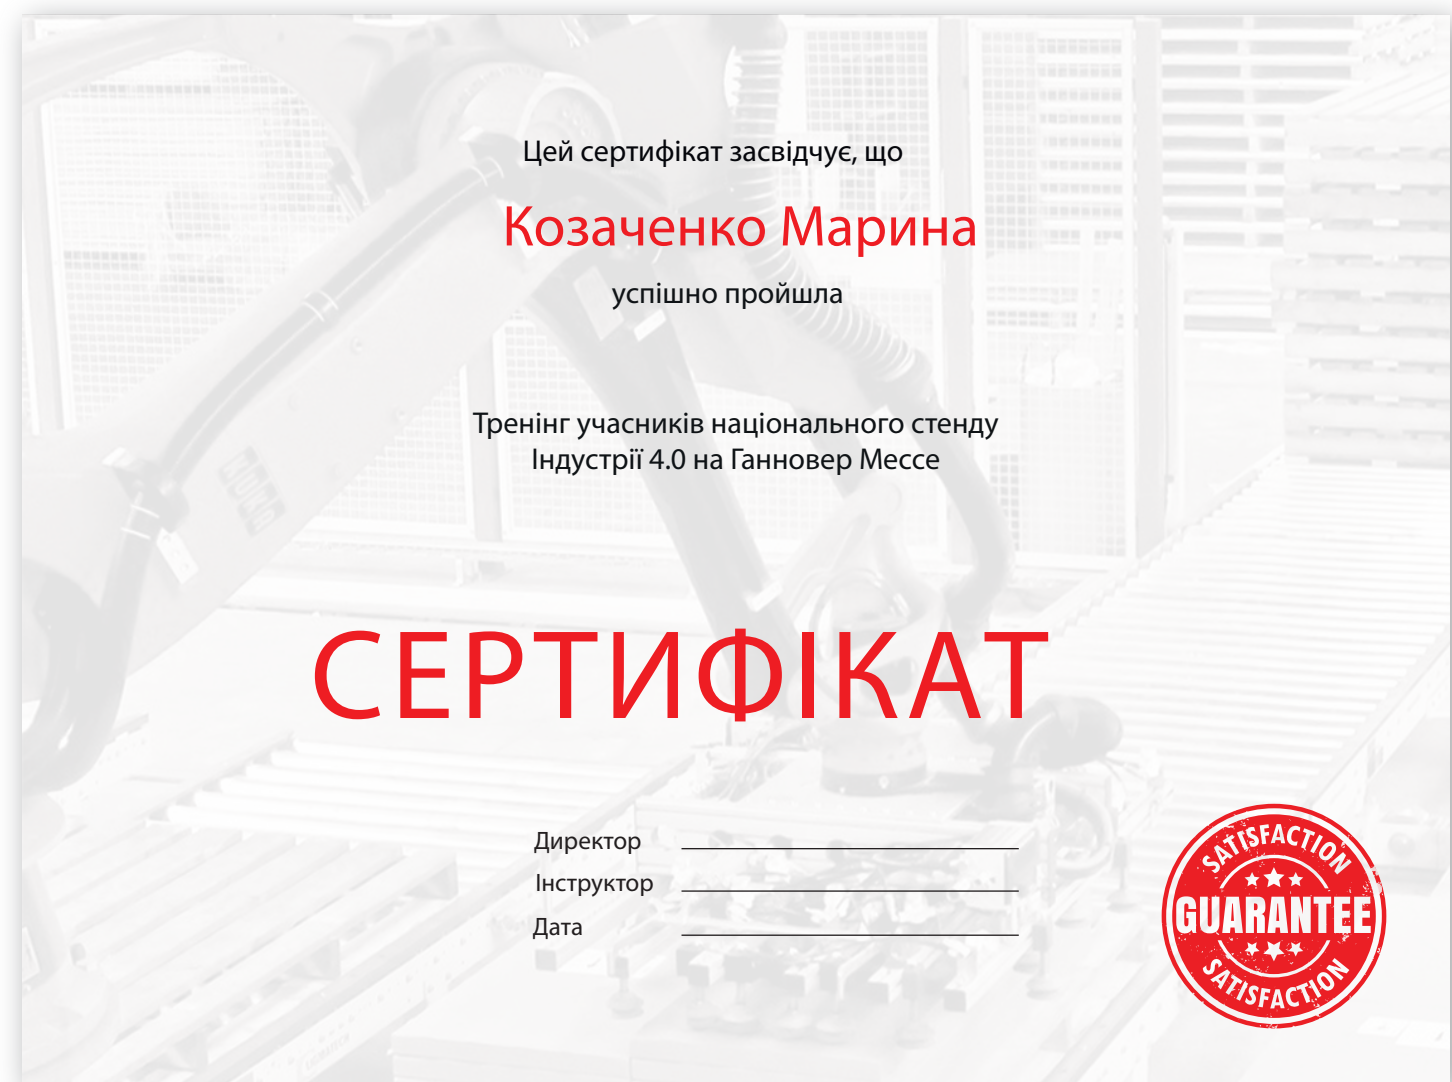 Цей сертифікат засвідчує, що
Козаченко Марина
успішно пройшла
Тренінг учасників національного стенду
Індустрії 4.0 на Ганновер Мессе
СЕРТИФІКАТ
Директор
Інструктор
Дата
SATISFACTION
GUARANTEE
SATISFACTION